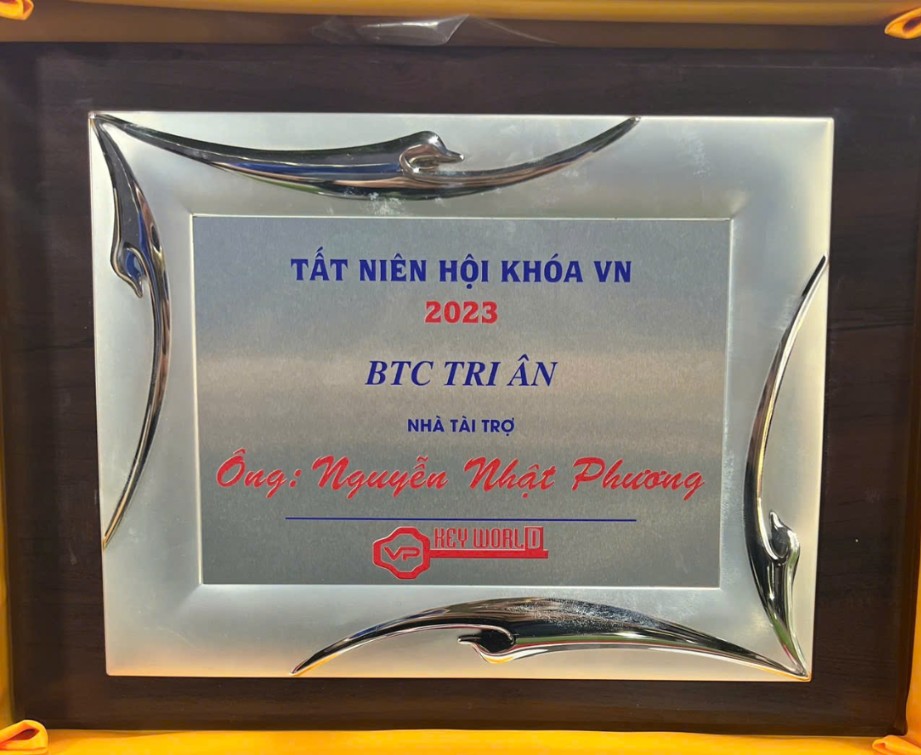 TẤT NIÊN HỘI KHÓA VN
2023
BTC TRI ÂN
NHÀ TÀI TRỢ
Ông: Nguyễn Nhật Phương
VP KEY WORLD